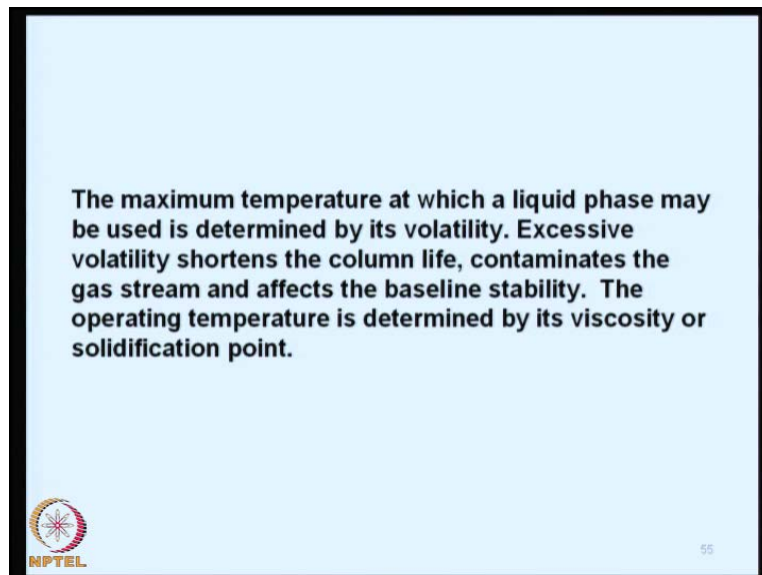 The maximum temperature at which a liquid phase may
be used is determined by its volatility. Excessive
volatility shortens the column life, contaminates the
gas stream and affects the baseline stability.  The
operating temperature is determined by its viscosity or
solidification point.
NPTEL
55